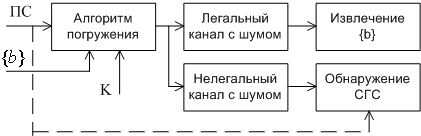 ПС
Алгоритм
погружения
Легальный
канал с шумом
Извлечение
{b}
{b}
K
Нелегальный
канал с шумом
Обнаружение
СГС